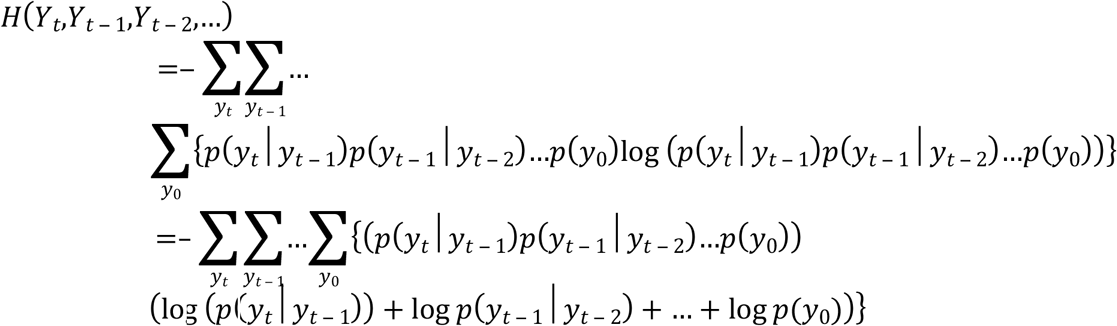 H(Y_t,Y_{t-1},Y_{t-2},...)
=–∑_{y_t}∑_{y_{t-1}}...
∑_{y_0}{p(y_t|y_{t-1})p(y_{t-1}|y_{t-2})...p(y_0)log (p(y_t|y_{t-1})p(y_{t-1}|y_{t-2})...p(y_0))}
=–∑_{y_t}∑_{y_{t-1}}...∑_{y_0}{(p(y_t|y_{t-1})p(y_{t-1}|y_{t-2})...p(y_0))
(log (p(y_t|y_{t-1})) + log p(y_{t-1}|y_{t-2}) + ... + log p(y_0))}